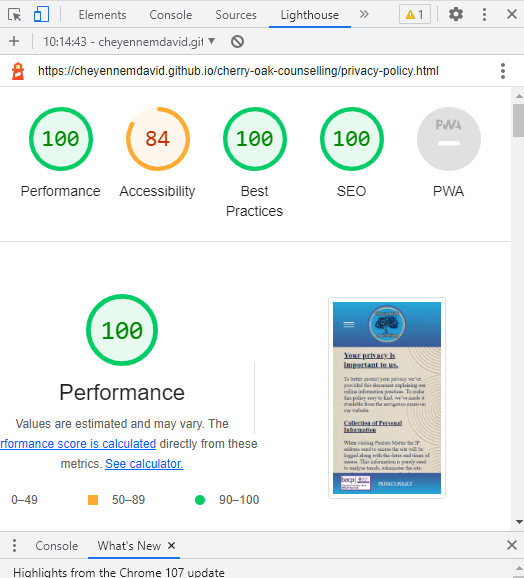 Elements Console Sources Lighthouse 1
10:14:43 - cheyennemdavid.git
https://cheyennemdavid.github.io/cherry-oak-counselling/privacy-policy.html
100 84 100 100 PWA
Performance Accessibility Best Practices SEO PWA
100
Performance
Values are estimated and may vary. The
rformance score is calculated directly from these
metrics. See calculator.
0–49 50–89 90–100
Your privacy is
important to us.
To better protect your privacy we've
provided this document explaining our
online information practices. To make
this policy easy to find, we've made it
available from the navigation menu on
our website.
Collection of Personal
Information
When visiting Parents Matter the IP
address used to access the site will be
logged along with the dates and times of
access. This information is purely used
to analyse trends, administer the site,
bacp
PRIVACY POLICY
Console What's New
Highlights from the Chrome 107 update